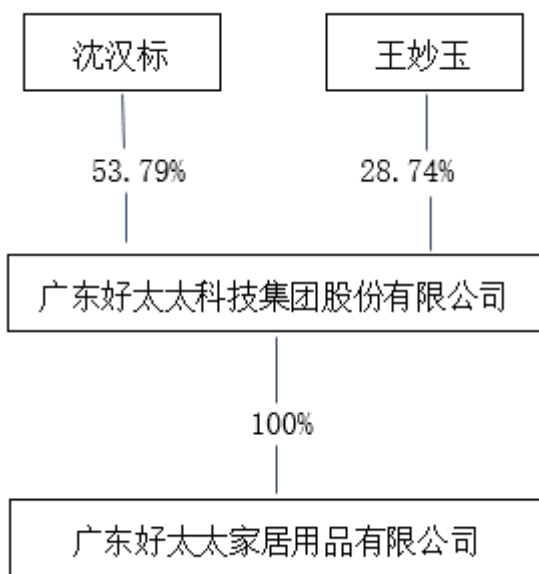 沈汉标
王妙玉
53.79%
28.74%
广东好太太科技集团股份有限公司
100%
广东好太太家居用品有限公司